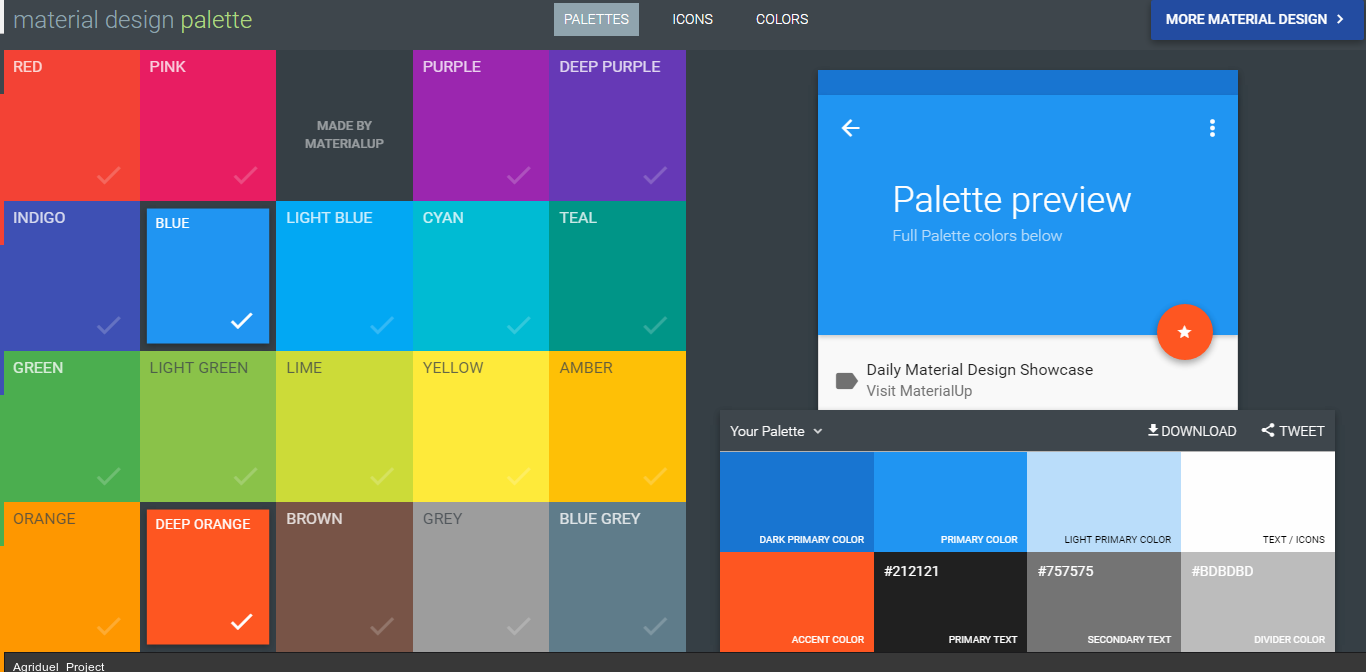 material design palette
PALETTES
ICONS
COLORS
MORE MATERIAL DESIGN
RED
PINK
MADE BY
MATERIALUP
PURPLE
DEEP PURPLE
INDIGO
BLUE
LIGHT BLUE
CYAN
TEAL
GREEN
LIGHT GREEN
LIME
YELLOW
AMBER
ORANGE
DEEP ORANGE
BROWN
GREY
BLUE GREY
Palette preview
Full Palette colors below
Daily Material Design Showcase
Visit MaterialUp
Your Palette
DOWNLOAD
TWEET
DARK PRIMARY COLOR
PRIMARY COLOR
LIGHT PRIMARY COLOR
TEXT / ICONS
ACCENT COLOR
#212121
PRIMARY TEXT
#757575
SECONDARY TEXT
#BDBDBD
DIVIDER COLOR
Agriduel_Project